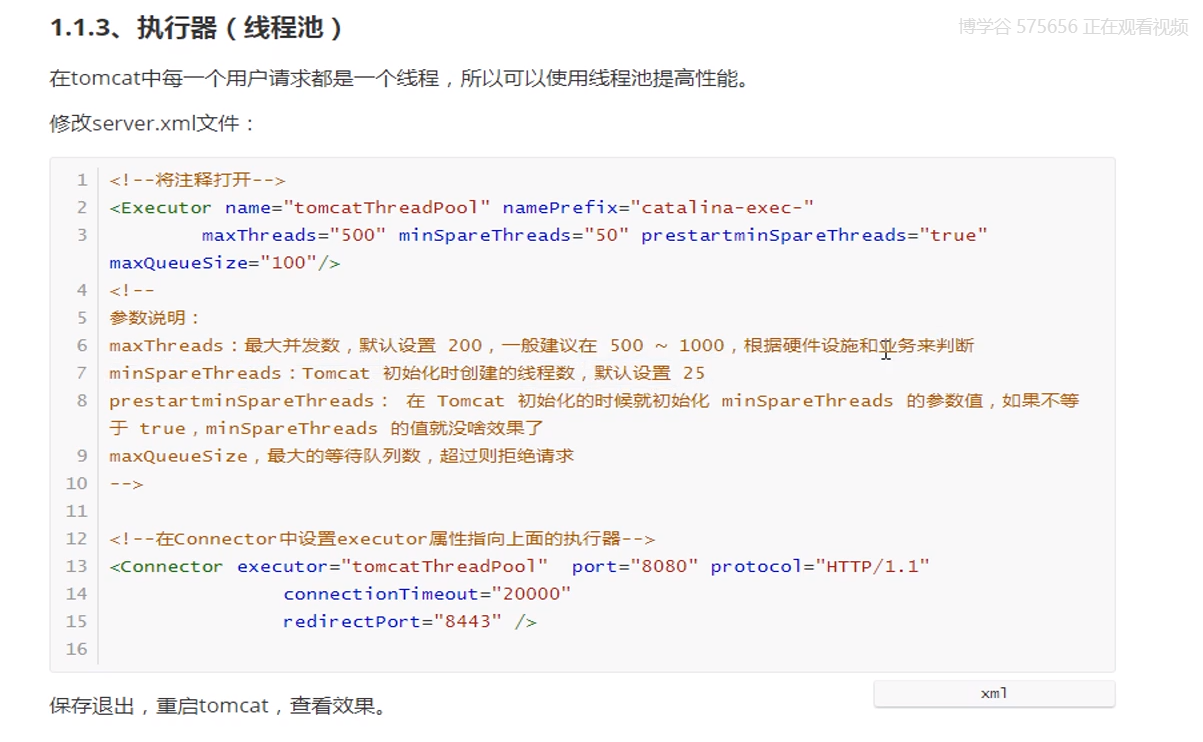 1.1.3、执行器（线程池）
博学谷 575656 正在观看视频
在tomcat中每一个用户请求都是一个线程，所以可以使用线程池提高性能。
修改server.xml文件：
1 <!--将注释打开-->
2 <Executor name="tomcatThreadPool" namePrefix="catalina-exec-"
3 maxThreads="500" minSpareThreads="50" prestartminSpareThreads="true"
maxQueueSize="100"/>
4 <!--
5 参数说明：
6 maxThreads：最大并发数，默认设置 200，一般建议在 500 ~ 1000，根据硬件设施和业务来判断
7 minSpareThreads：Tomcat 初始化时创建的线程数，默认设置 25
8 prestartminSpareThreads： 在 Tomcat 初始化的时候就初始化 minSpareThreads 的参数值，如果不等
于 true，minSpareThreads 的值就没啥效果了
9 maxQueueSize，最大的等待队列数，超过则拒绝请求
10 -->
11
12 <!--在Connector中设置executor属性指向上面的执行器-->
13 <Connector executor="tomcatThreadPool" port="8080" protocol="HTTP/1.1"
14 connectionTimeout="20000"
15 redirectPort="8443" />
16
xml
保存退出，重启tomcat，查看效果。